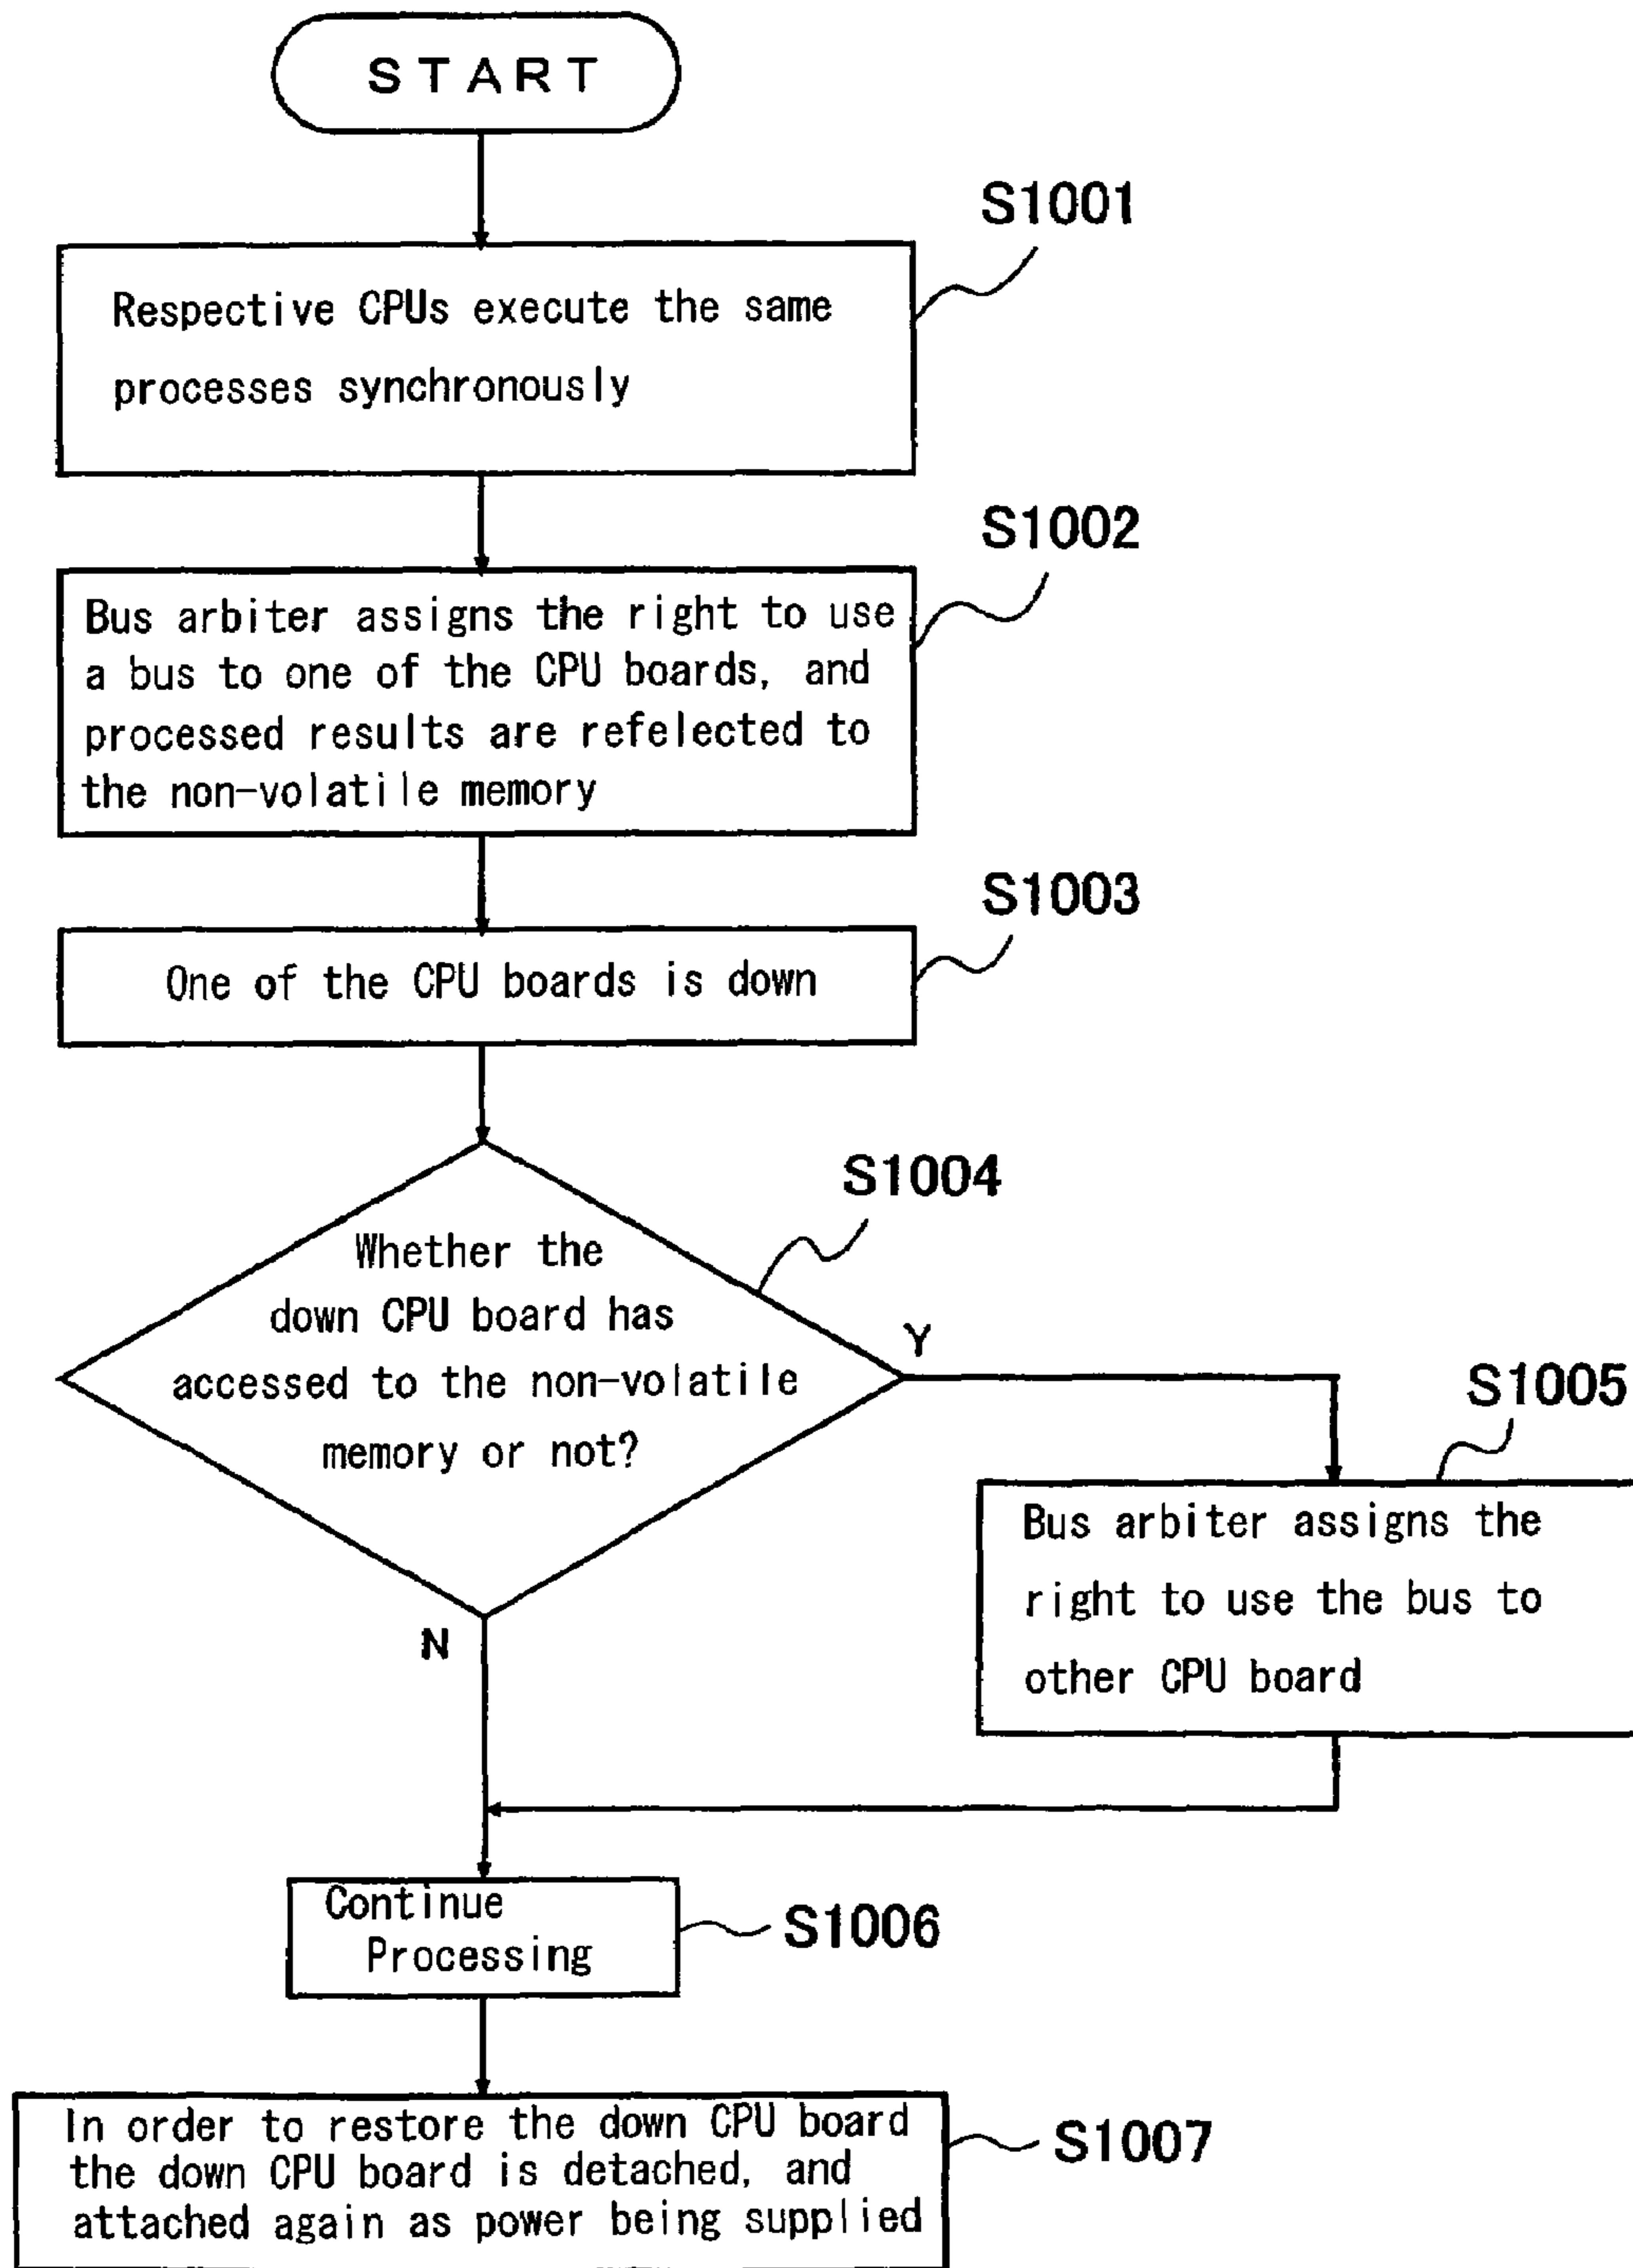 START
S1001
Respective CPUs execute the same
processes synchronously
S1002
Bus arbiter assigns the right to use
a bus to one of the CPU boards, and
processed results are refelected to
the non-volatile memory
S1003
One of the CPU boards is down
S1004
Whether the
down CPU board has
accessed to the non-volatile
memory or not?
Y
N
S1005
Bus arbiter assigns the
right to use the bus to
other CPU board
Continue
Processing
S1006
In order to restore the down CPU board
the down CPU board is detached, and
attached again as power being supplied
S1007